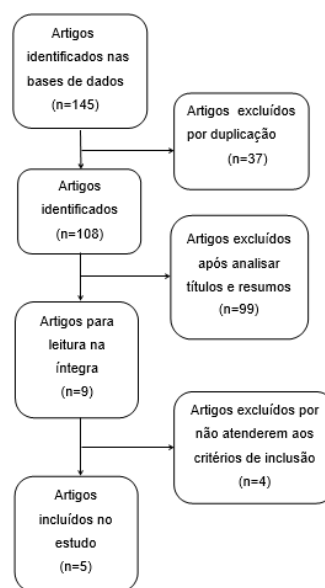 Artigos
identificados nas
bases de dados
(n=145)
Artigos excluídos
por duplicação
(n=37)
Artigos
identificados
(n=108)
Artigos excluídos
após analisar
títulos e resumos
(n=99)
Artigos para
leitura na
íntegra
(n=9)
Artigos excluídos por
não atenderem aos
critérios de inclusão
(n=4)
Artigos
incluídos no
estudo
(n=5)